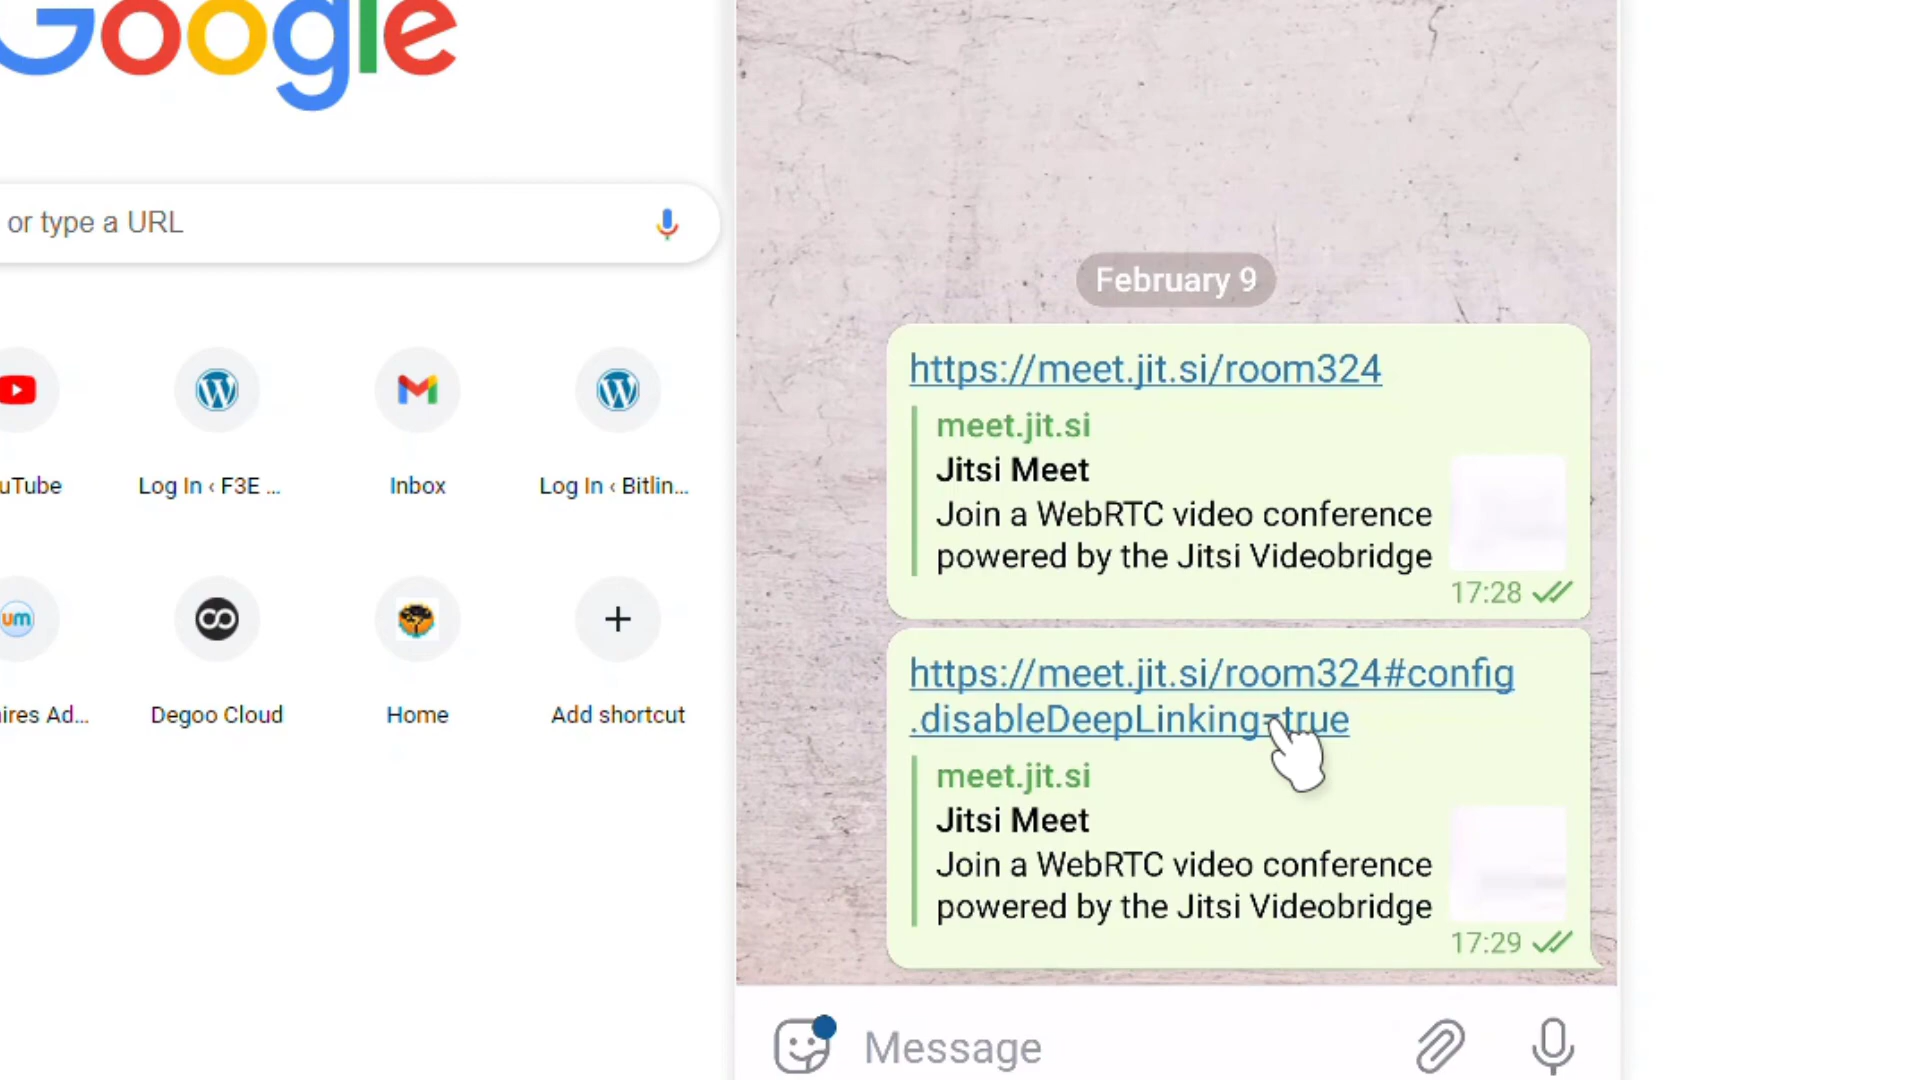 Google
or type a URL
uTube
Log In ‹ F3E ...
Inbox
Log In ‹ Bitlin...
um
ires Ad...
Degoo Cloud
Home
Add shortcut
February 9
https://meet.jit.si/room324
meet.jit.si
Jitsi Meet
Join a WebRTC video conference
powered by the Jitsi Videobridge
17:28
https://meet.jit.si/room324#config
.disableDeepLinking=true
meet.jit.si
Jitsi Meet
Join a WebRTC video conference
powered by the Jitsi Videobridge
17:29
Message